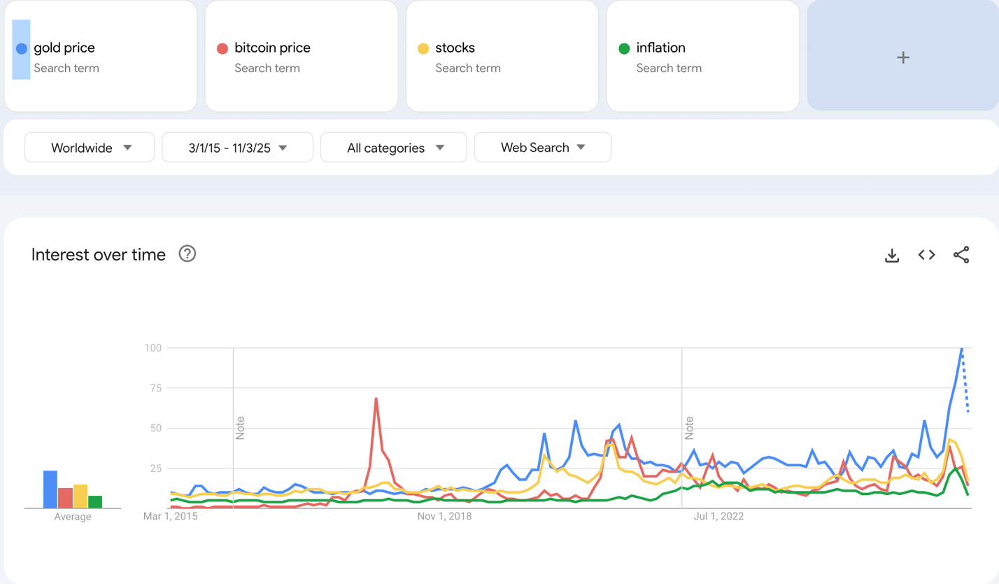 gold price
Search term
bitcoin price
Search term
stocks
Search term
inflation
Search term
+
Worldwide
3/1/15 - 11/3/25
All categories
Web Search
Interest over time
?
100
75
50
25
Note
Note
Average
Mar 1, 2015
Nov 1, 2018
Jul 1, 2022